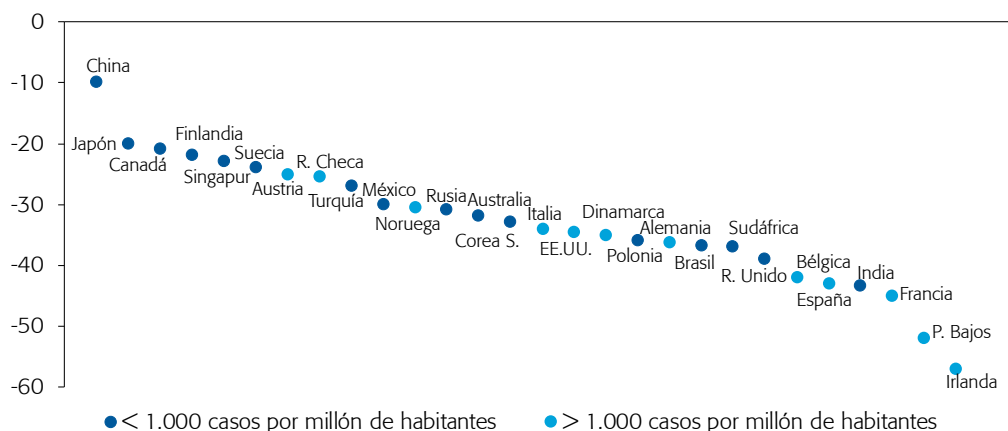 0
China
-10
Finlandia
-20
Japón
Suecia
R. Checa
Canadá
Singapur
Austria
Turquía
México
Rusia
Australia
-30
Noruega
Italia
Dinamarca
Corea S.
EE.UU.
Alemania
Sudáfrica
Polonia
Brasil
-40
R. Unido
Bélgica
India
España
Francia
-50
P. Bajos
-60
Irlanda
< 1.000 casos por millón de habitantes
> 1.000 casos por millón de habitantes